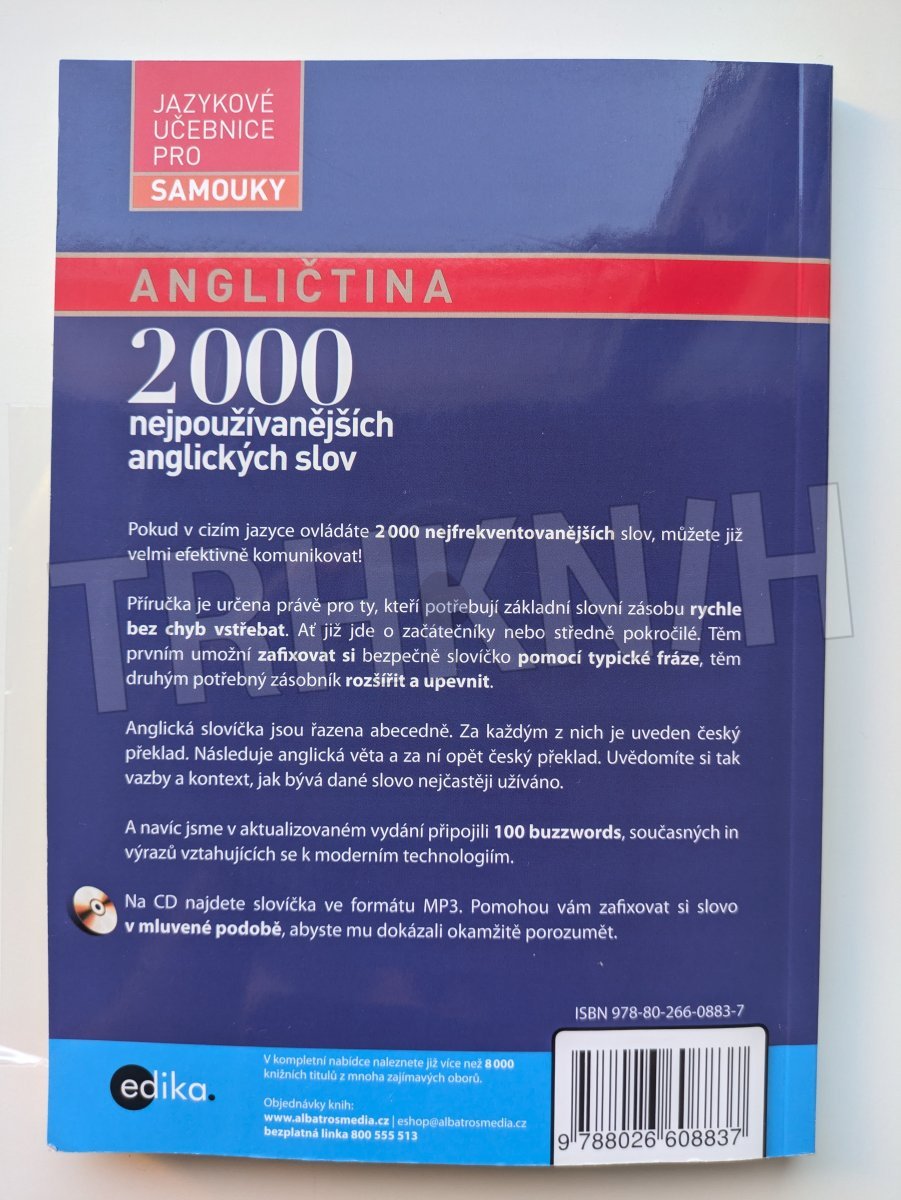 JAZYKOVÉ
UČEBNICE
PRO
SAMOUKY
ANGLIČTINA
2 000
nejpoužívanějších
anglických slov
Pokud v cizím jazyce ovládáte 2 000 nejfrekventovanějších slov, můžete již
velmi efektivně komunikovat!
Příručka je určena právě pro ty, kteří potřebují základní slovní zásobu rychle
bez chyb vstřebat. Ať již jde o začátečníky nebo středně pokročilé. Těm
prvním umožní zafixovat si bezpečně slovíčko pomocí typické fráze, těm
druhým potřebný zásobník rozšířit a upevnit.
Anglická slovíčka jsou řazena abecedně. Za každým z nich je uveden český
překlad. Následuje anglická věta a za ní opět český překlad. Uvědomíte si tak
vazby a kontext, jak bývá dané slovo nejčastěji užíváno.
A navíc jsme v aktualizovaném vydání připojili 100 buzzwords, současných in
výrazů vztahujících se k moderním technologiím.
Na CD najdete slovíčka ve formátu MP3. Pomohou vám zafixovat si slovo
v mluvené podobě, abyste mu dokázali okamžitě porozumět.
ISBN 978-80-266-0883-7
edika.
V kompletní nabídce naleznete již více než 8 000
knižních titulů z mnoha zajímavých oborů.
Objednávky knih:
www.albatrosmedia.cz | eshop@albatrosmedia.cz
bezplatná linka 800 555 513
9 788026 608837
TRHKNIH